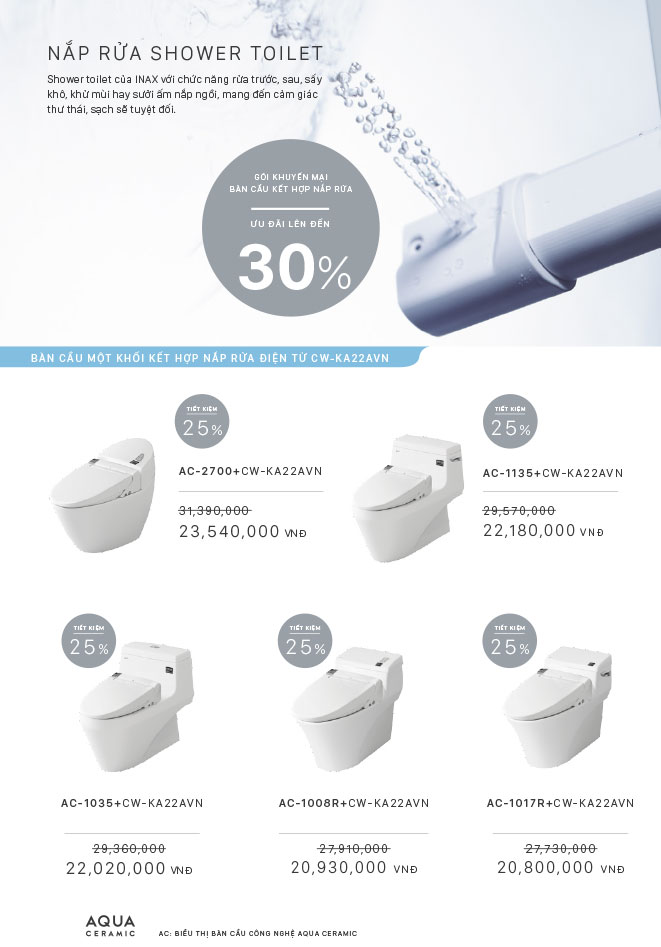 NẮP RỬA SHOWER TOILET
Shower toilet của INAX với chức năng rửa trước, sau, sấy
khô, khử mùi hay sưởi ấm nắp ngồi, mang đến cảm giác
thư thái, sạch sẽ tuyệt đối.
GÓI KHUYẾN MẠI
BÀN CẦU KẾT HỢP NẮP RỬA
ƯU ĐÃI LÊN ĐẾN
30%
BÀN CẦU MỘT KHỐI KẾT HỢP NẮP RỬA ĐIỆN TỬ CW-KA22AVN
TIẾT KIỆM
25%
AC-2700+CW-KA22AVN
31,390,000
23,540,000 VNĐ
TIẾT KIỆM
25%
AC-1135+CW-KA22AVN
29,570,000
22,180,000 VNĐ
TIẾT KIỆM
25%
AC-1035+CW-KA22AVN
29,360,000
22,020,000 VNĐ
TIẾT KIỆM
25%
AC-1008R+CW-KA22AVN
27,910,000
20,930,000 VNĐ
TIẾT KIỆM
25%
AC-1017R+CW-KA22AVN
27,730,000
20,800,000 VNĐ
AQUA
CERAMIC
AC: BIỂU THỊ BÀN CẦU CÔNG NGHỆ AQUA CERAMIC